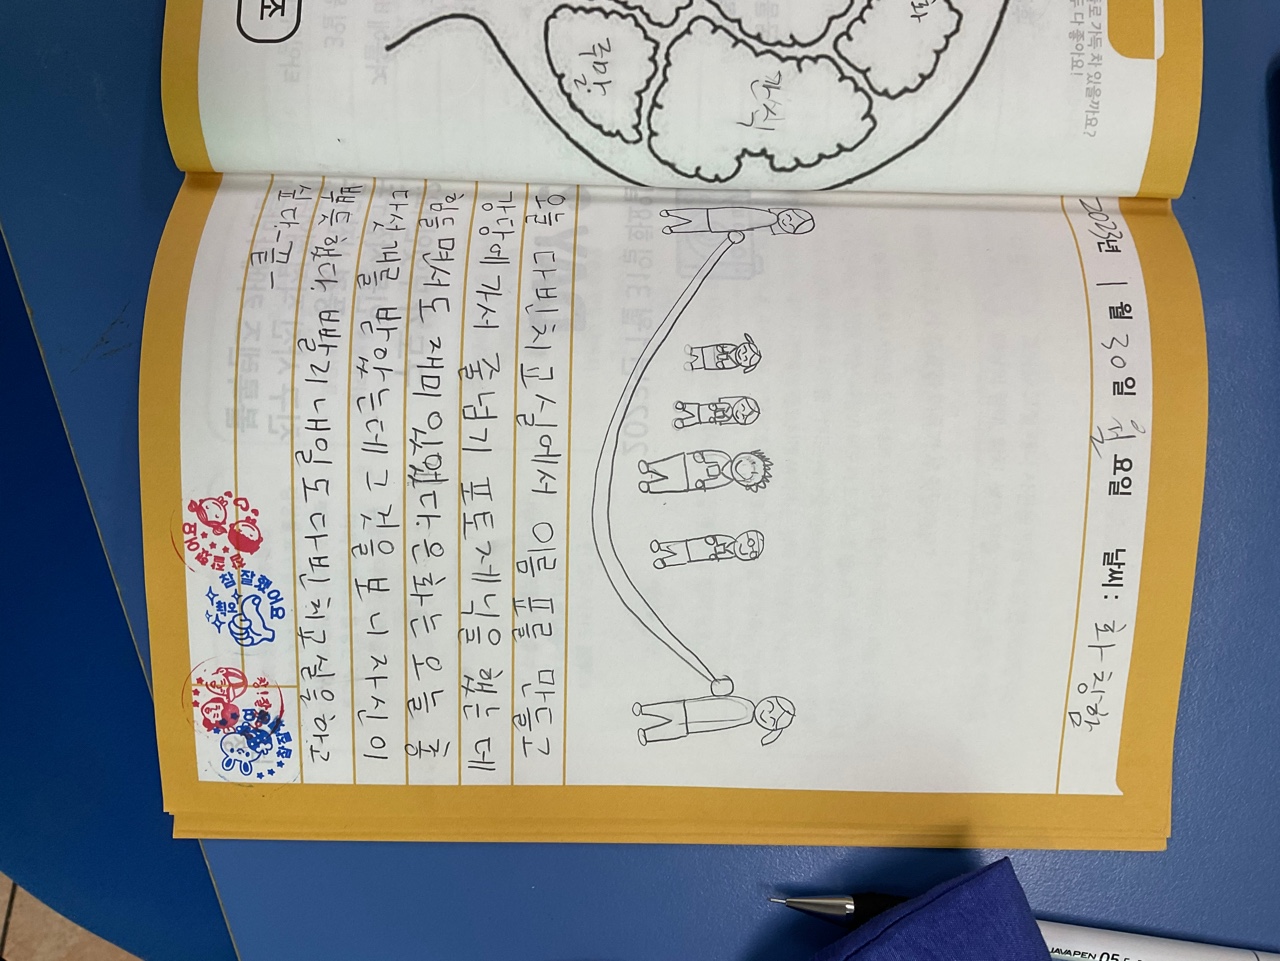 들로 가득 차 있을까요?
두 다 좋아요!
화
간식
주말
조
2023년 1월 30일 월요일 날씨: 화창함
오늘 다빈치교실에서 이름표를 만들고
강당에 가서 줄넘기 포토제닉을 했는데
힘들면서도 재미있었다. 은화는 오늘 총
다섯개를 받았는데 그것을 보니 자신이
뿌듯했다. 빨리 내일도 다빈치교실을 하고
싶다. -끝-
참 잘했어요
참! 잘
JAVAPEN 05